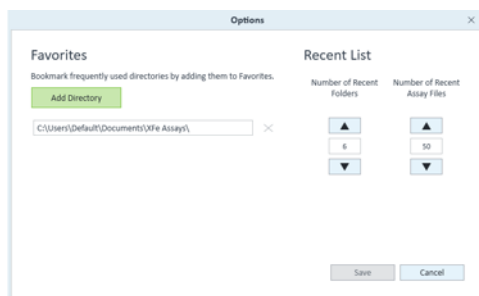 Options
Favorites
Bookmark frequently used directories by adding them to Favorites.
Add Directory
C:\Users\Default\Documents\XFe Assays\
Recent List
Number of Recent
Folders
6
Number of Recent
Assay Files
50
Save
Cancel